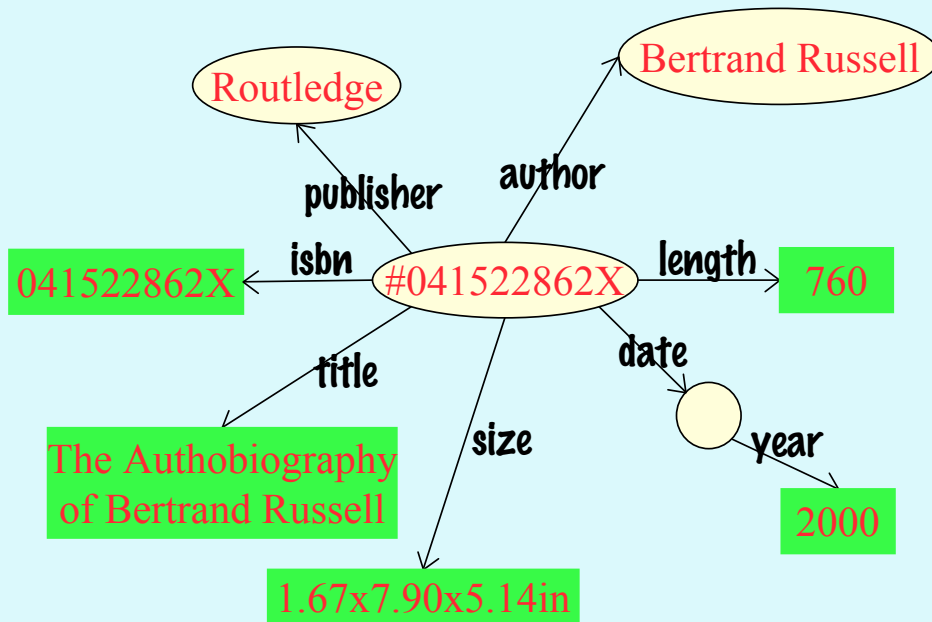 Bertrand Russell
Routledge
author
publisher
isbn
length
041522862X
#041522862X
760
date
title
size
year
The Authobiography
of Bertrand Russell
2000
1.67x7.90x5.14in